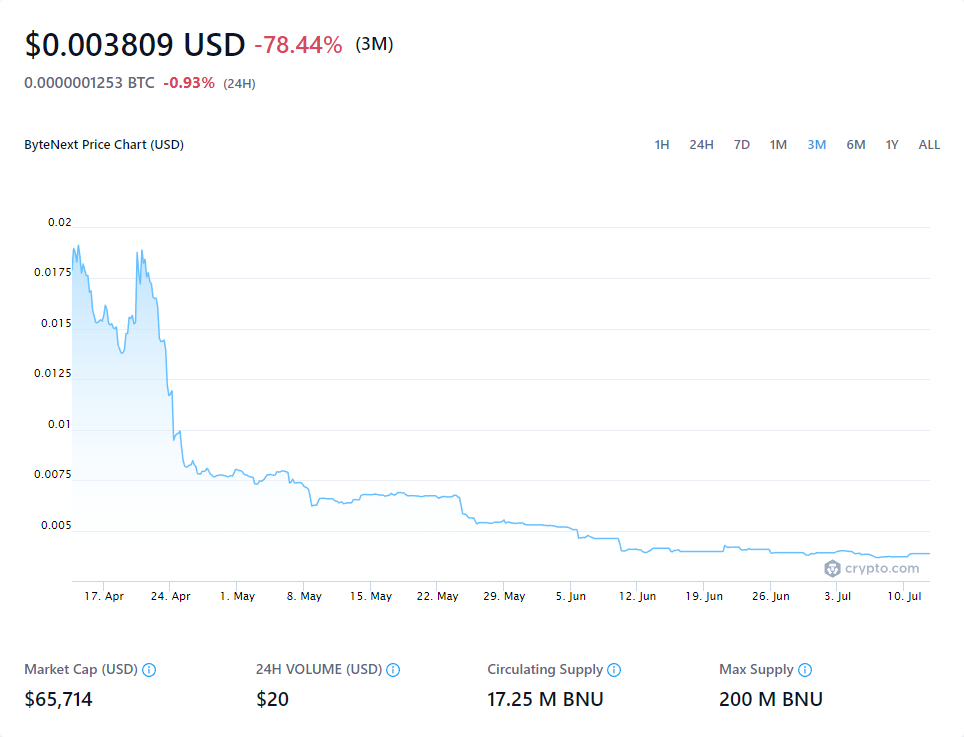 $0.003809 USD -78.44% (3M)
0.0000001253 BTC -0.93% (24H)
ByteNext Price Chart (USD) 1H 24H 7D 1M 3M 6M 1Y ALL
0.02
0.0175
0.015
0.0125
0.01
0.0075
0.005
crypto.com
17. Apr 24. Apr 1. May 8. May 15. May 22. May 29. May 5. Jun 12. Jun 19. Jun 26. Jun 3. Jul 10. Jul
Market Cap (USD) 24H VOLUME (USD) Circulating Supply Max Supply
$65,714 $20 17.25 M BNU 200 M BNU